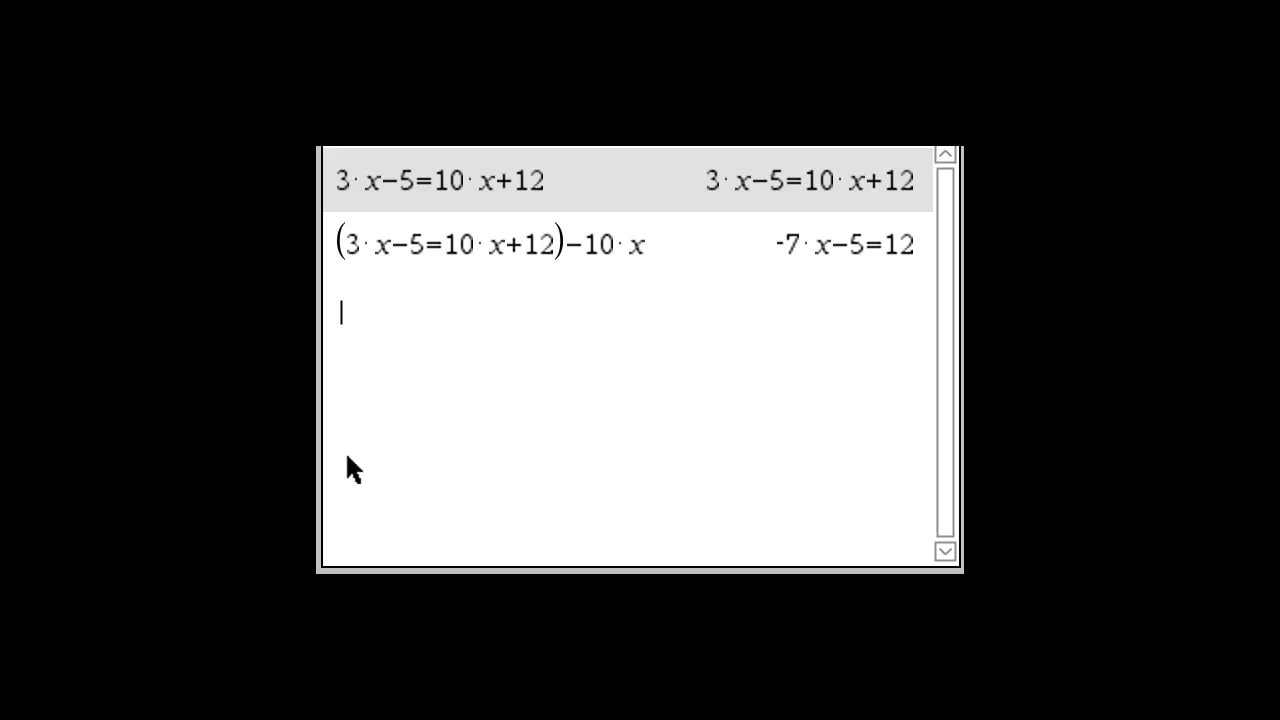 3· x−5=10· x+12 3· x−5=10· x+12
(3· x−5=10· x+12)−10· x -7· x−5=12